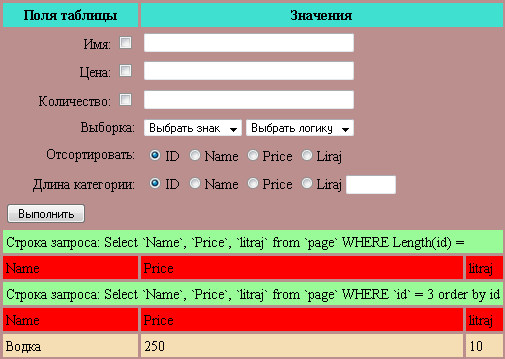 Поля таблицы Значения
Имя:
Цена:
Количество:
Выборка: Выбрать знак Выбрать логику
Отсортировать: ID Name Price Liraj
Длина категории: ID Name Price Liraj
Выполнить
Строка запроса: Select `Name`, `Price`, `litraj` from `page` WHERE Length(id) =
Name Price litraj
Строка запроса: Select `Name`, `Price`, `litraj` from `page` WHERE `id` = 3 order by id
Name Price litraj
Водка 250 10